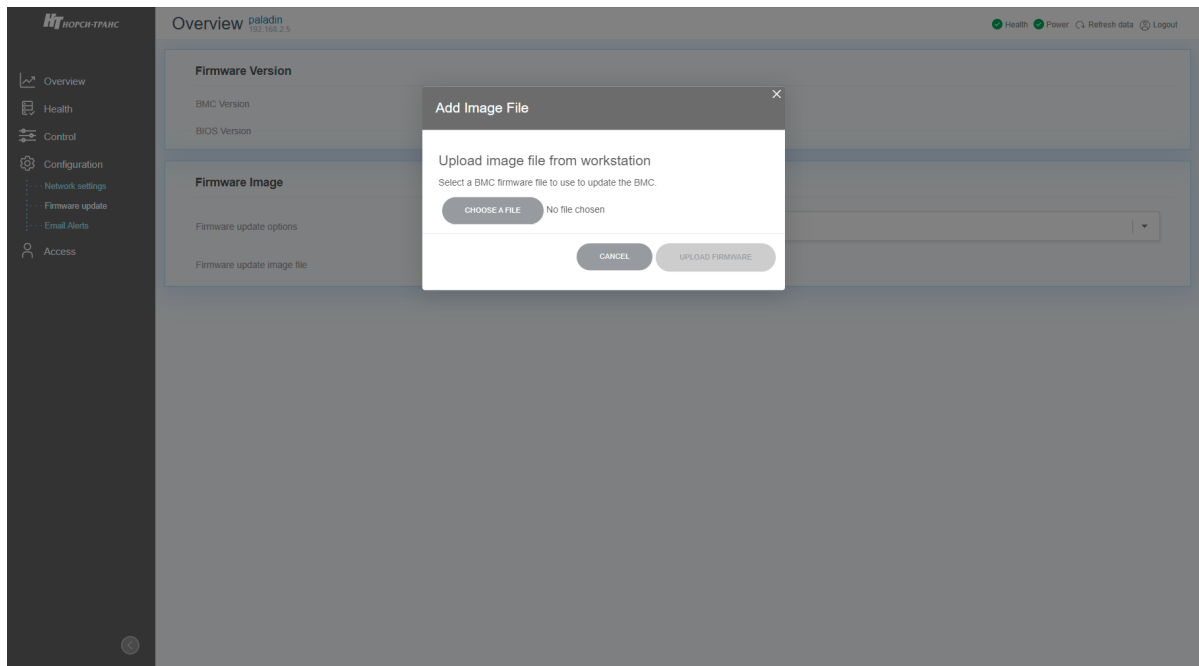 НТ НОРСИ-ТРАНС
Overview paladin
192.168.2.5
Health Power Refresh data Logout
Overview
Health
Control
Configuration
Network settings
Firmware update
Email Alerts
Access
Firmware Version
BMC Version
BIOS Version
Firmware Image
Firmware update options
Firmware update image file
Add Image File
Upload image file from workstation
Select a BMC firmware file to use to update the BMC.
CHOOSE A FILE No file chosen
CANCEL UPLOAD FIRMWARE